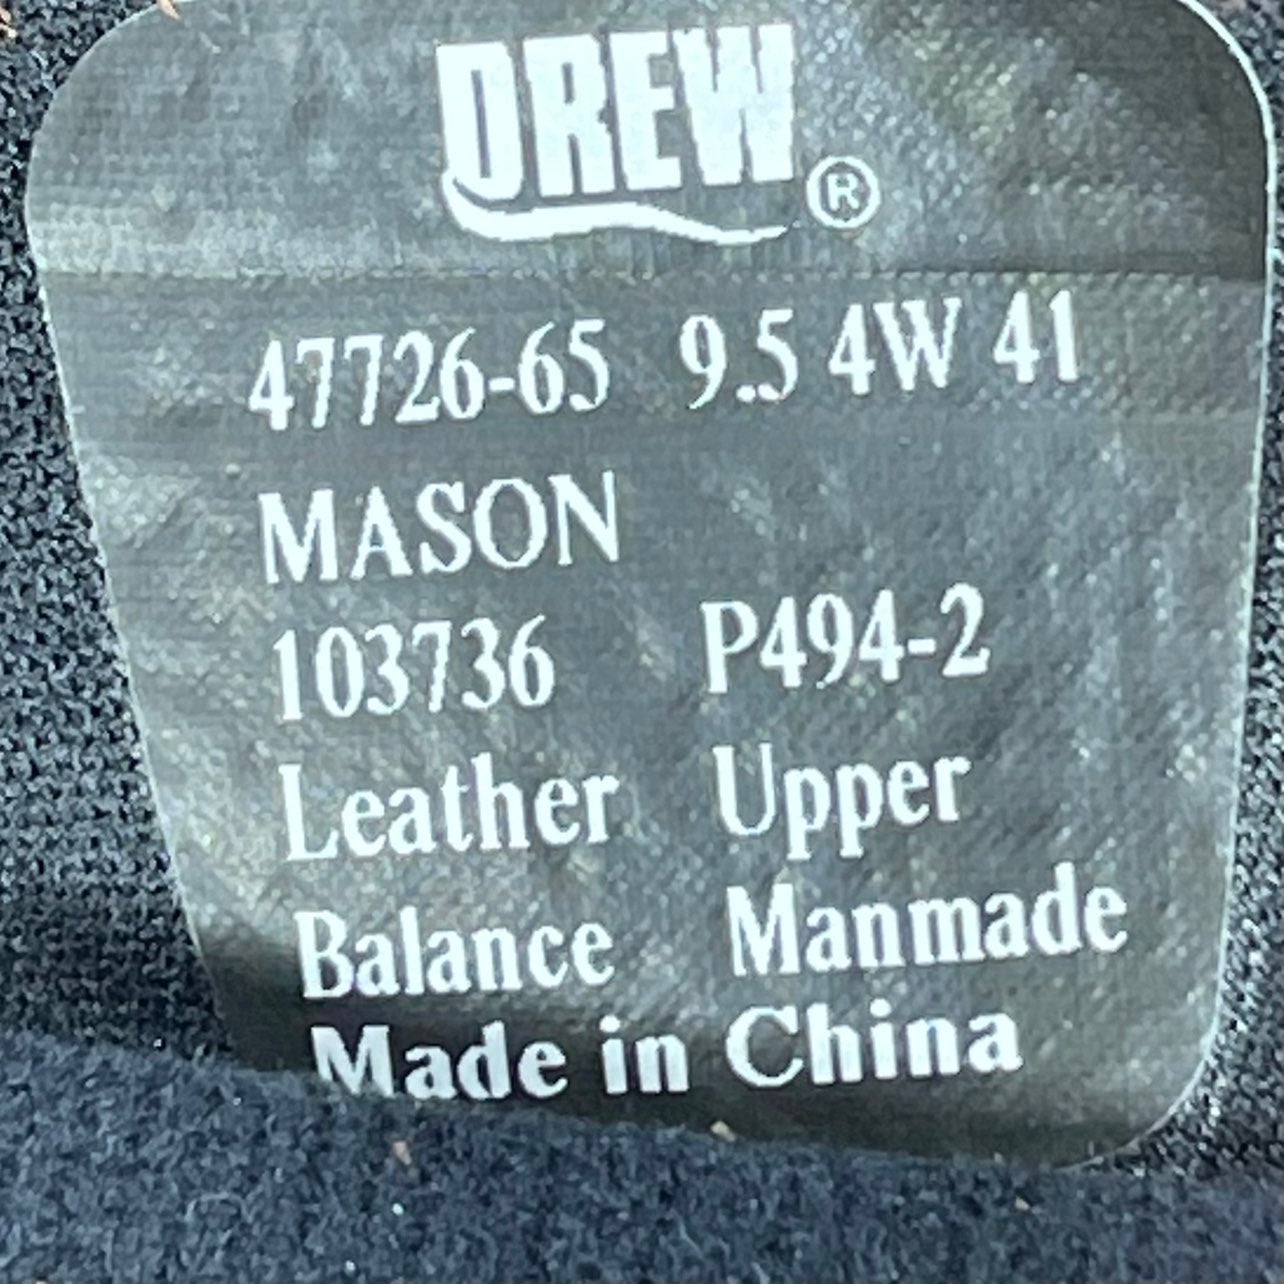 DREW®
47726-65 9.5 4W 41
MASON
103736 P494-2
Leather Upper
Balance Manmade
Made in China